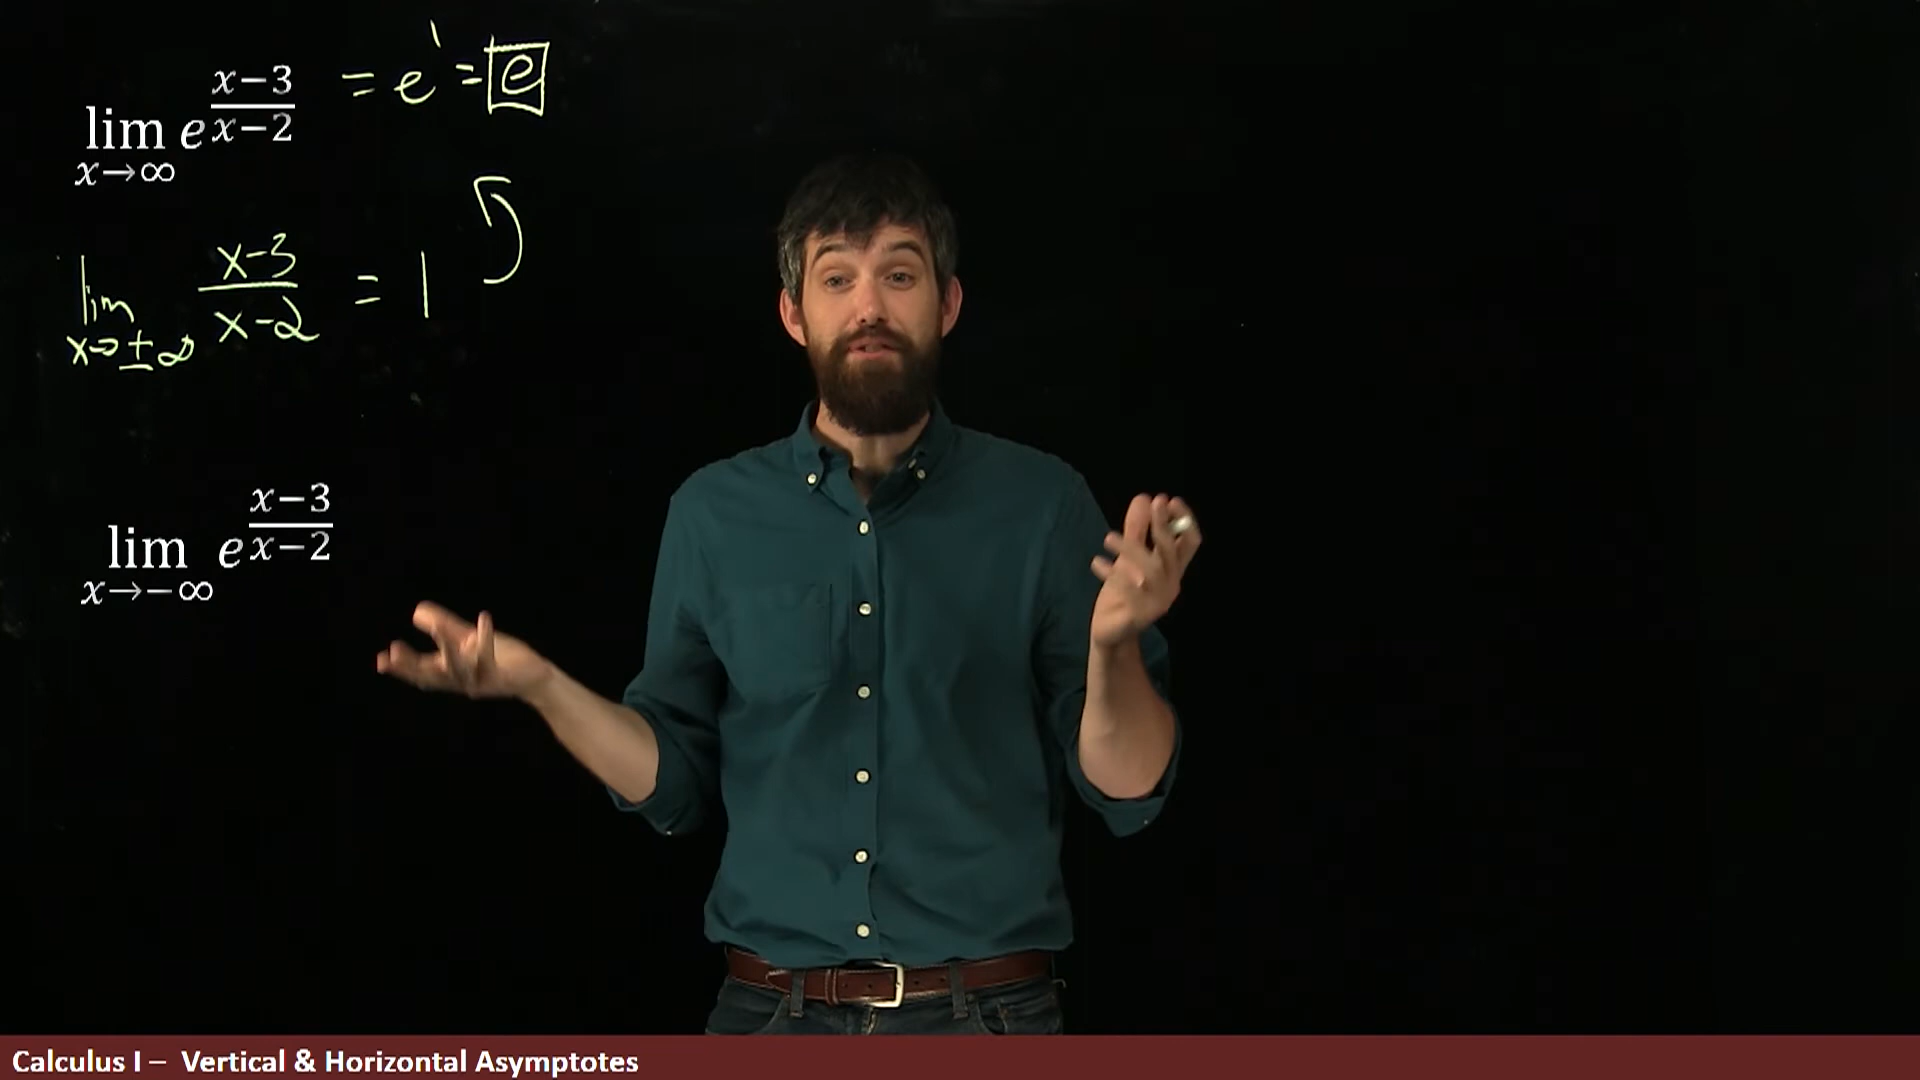 lim x→∞ e^((x−3)/(x−2)) = e^1 = e
lim x→±∞ (x-3)/(x-2) = 1
lim x→−∞ e^((x−3)/(x−2))
Calculus I – Vertical & Horizontal Asymptotes